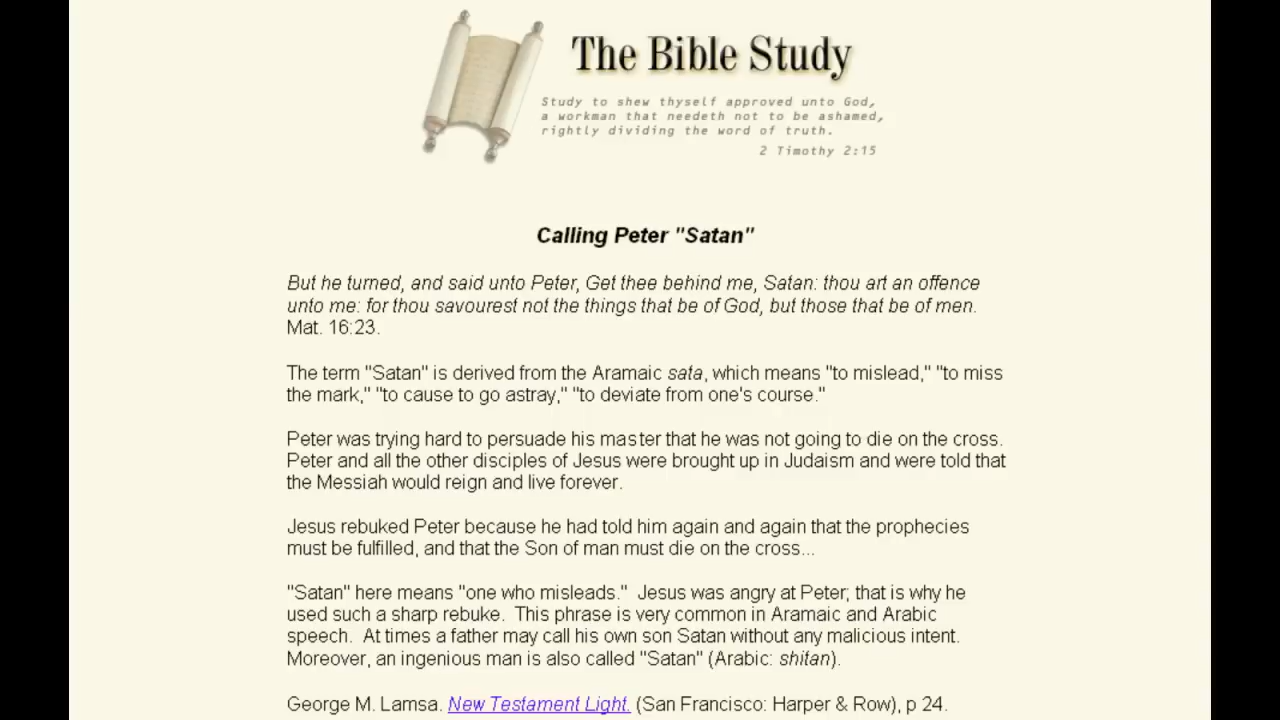 The Bible Study
Study to shew thyself approved unto God,
a workman that needeth not to be ashamed,
rightly dividing the word of truth.
2 Timothy 2:15
Calling Peter "Satan"
But he turned, and said unto Peter, Get thee behind me, Satan: thou art an offence
unto me: for thou savourest not the things that be of God, but those that be of men.
Mat. 16:23.
The term "Satan" is derived from the Aramaic sata, which means "to mislead," "to miss
the mark," "to cause to go astray," "to deviate from one's course."
Peter was trying hard to persuade his master that he was not going to die on the cross.
Peter and all the other disciples of Jesus were brought up in Judaism and were told that
the Messiah would reign and live forever.
Jesus rebuked Peter because he had told him again and again that the prophecies
must be fulfilled, and that the Son of man must die on the cross...
"Satan" here means "one who misleads."  Jesus was angry at Peter; that is why he
used such a sharp rebuke.  This phrase is very common in Aramaic and Arabic
speech.  At times a father may call his own son Satan without any malicious intent.
Moreover, an ingenious man is also called "Satan" (Arabic: shitan).
George M. Lamsa. New Testament Light. (San Francisco: Harper & Row), p 24.